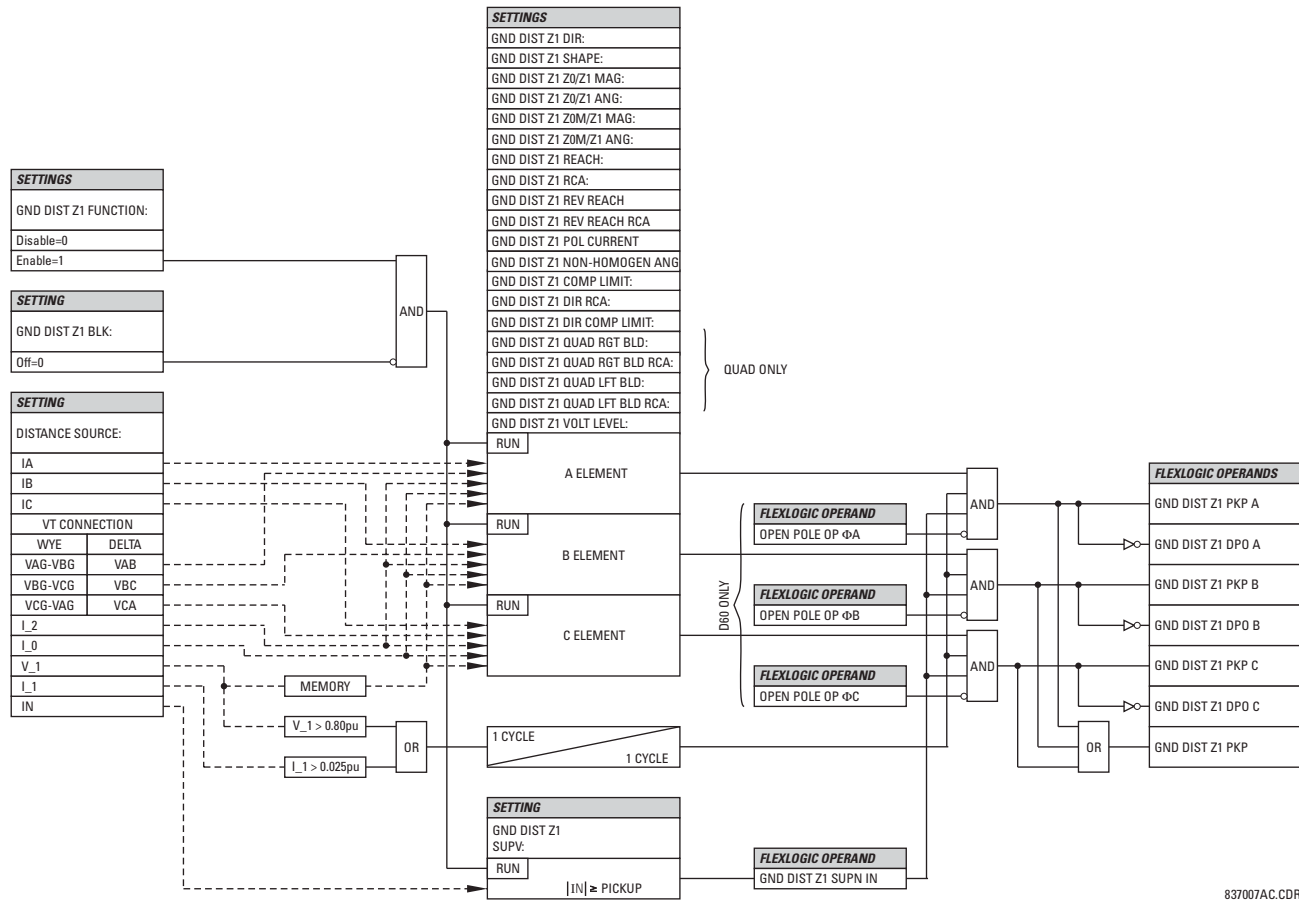 SETTINGS
GND DIST Z1 DIR:
GND DIST Z1 SHAPE:
GND DIST Z1 Z0/Z1 MAG:
GND DIST Z1 Z0/Z1 ANG:
GND DIST Z1 Z0M/Z1 MAG:
GND DIST Z1 Z0M/Z1 ANG:
GND DIST Z1 REACH:
GND DIST Z1 RCA:
GND DIST Z1 REV REACH
GND DIST Z1 REV REACH RCA
GND DIST Z1 POL CURRENT
GND DIST Z1 NON-HOMOGEN ANG
GND DIST Z1 COMP LIMIT:
GND DIST Z1 DIR RCA:
GND DIST Z1 DIR COMP LIMIT:
GND DIST Z1 QUAD RGT BLD:
GND DIST Z1 QUAD RGT BLD RCA:
GND DIST Z1 QUAD LFT BLD:
GND DIST Z1 QUAD LFT BLD RCA:
GND DIST Z1 VOLT LEVEL:
QUAD ONLY
SETTINGS
GND DIST Z1 FUNCTION:
Disable=0
Enable=1
SETTING
GND DIST Z1 BLK:
Off=0
AND
SETTING
DISTANCE SOURCE:
IA
IB
IC
VT CONNECTION
WYE DELTA
VAG-VBG VAB
VBG-VCG VBC
VCG-VAG VCA
I_2
I_0
V_1
I_1
IN
MEMORY
V_1 > 0.80pu
I_1 > 0.025pu
OR
RUN
A ELEMENT
RUN
B ELEMENT
RUN
C ELEMENT
1 CYCLE
1 CYCLE
SETTING
GND DIST Z1
SUPV:
RUN
|IN| ≥ PICKUP
D60 ONLY
FLEXLOGIC OPERAND
OPEN POLE OP ΦA
FLEXLOGIC OPERAND
OPEN POLE OP ΦB
FLEXLOGIC OPERAND
OPEN POLE OP ΦC
FLEXLOGIC OPERAND
GND DIST Z1 SUPN IN
AND
AND
AND
OR
FLEXLOGIC OPERANDS
GND DIST Z1 PKP A
GND DIST Z1 DPO A
GND DIST Z1 PKP B
GND DIST Z1 DPO B
GND DIST Z1 PKP C
GND DIST Z1 DPO C
GND DIST Z1 PKP
837007AC.CDR